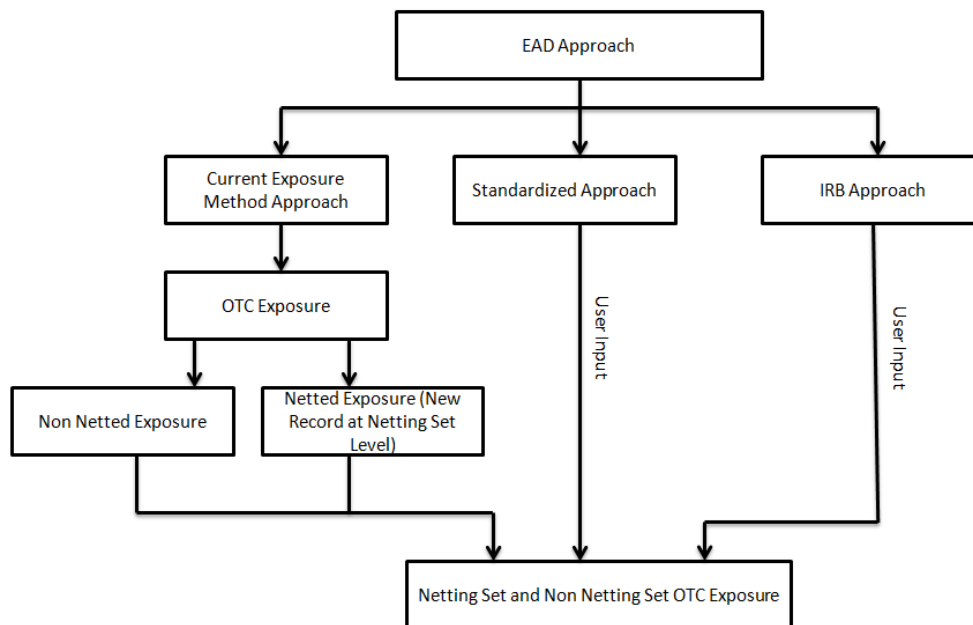 EAD Approach
Current Exposure
Method Approach
Standardized Approach
IRB Approach
OTC Exposure
User Input
User Input
Non Netted Exposure
Netted Exposure (New
Record at Netting Set
Level)
Netting Set and Non Netting Set OTC Exposure